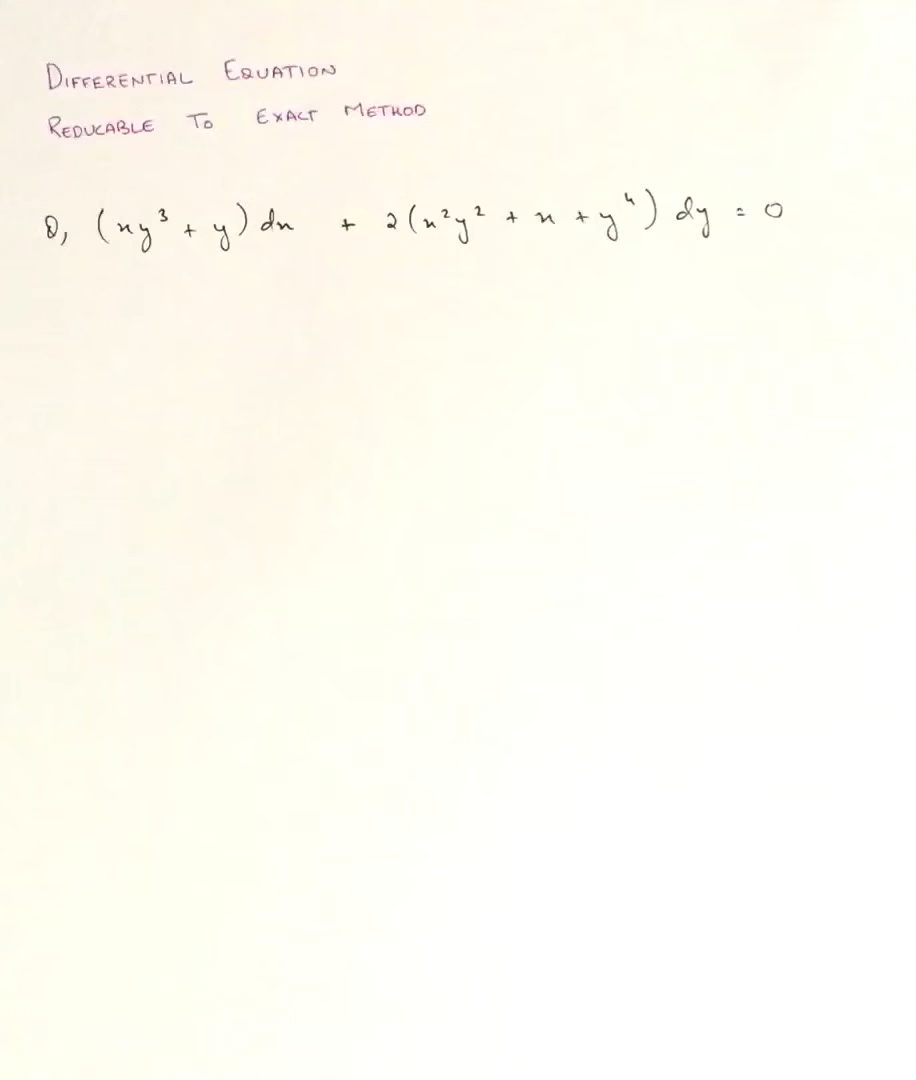 DIFFERENTIAL EQUATION
REDUCABLE TO EXACT METHOD
Q, (xy³ + y) dx + 2(x²y² + x + y⁴) dy = 0